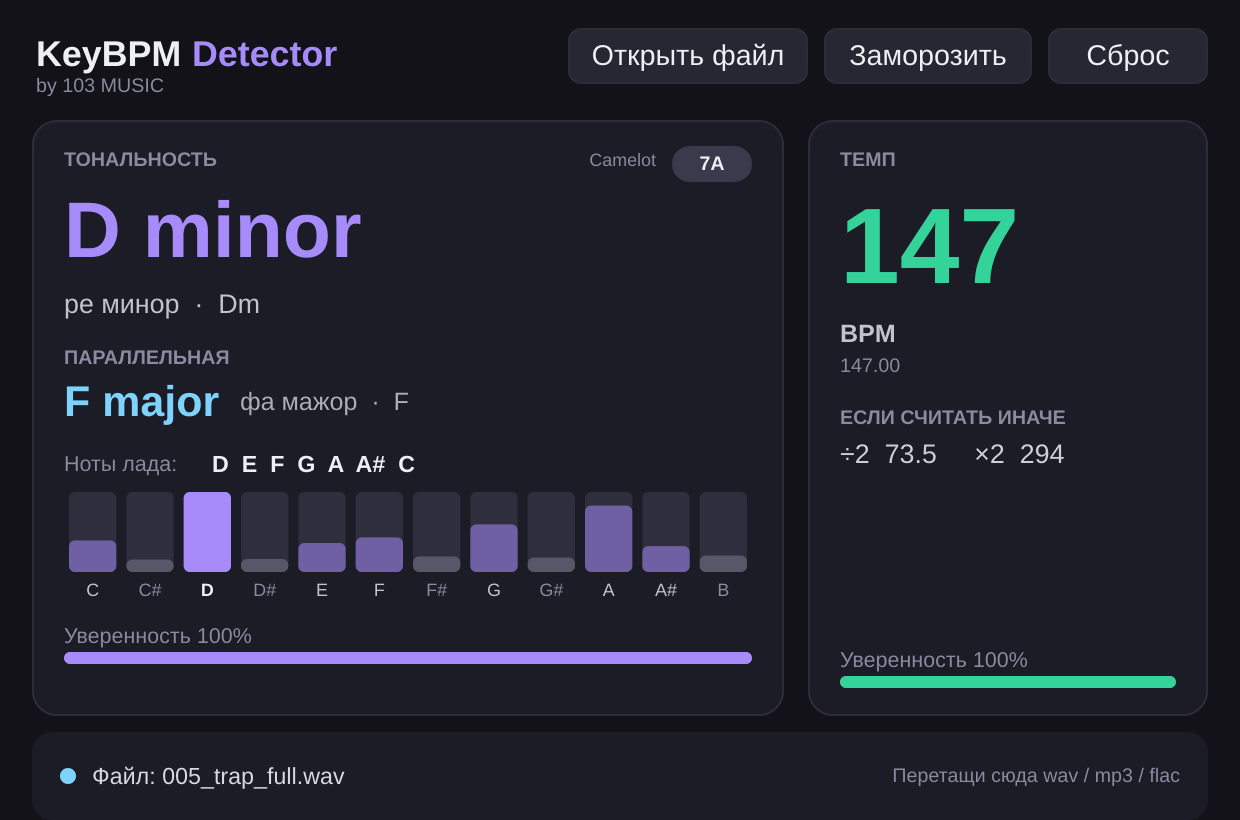 KeyBPM Detector
by 103 MUSIC
Открыть файл
Заморозить
Сброс
ТОНАЛЬНОСТЬ
Camelot 7A
D minor
ре минор · Dm
ПАРАЛЛЕЛЬНАЯ
F major фа мажор · F
Ноты лада: D E F G A A# C
C C# D D# E F F# G G# A A# B
Уверенность 100%
ТЕМП
147
BPM
147.00
ЕСЛИ СЧИТАТЬ ИНАЧЕ
÷2 73.5 ×2 294
Уверенность 100%
Файл: 005_trap_full.wav
Перетащи сюда wav / mp3 / flac